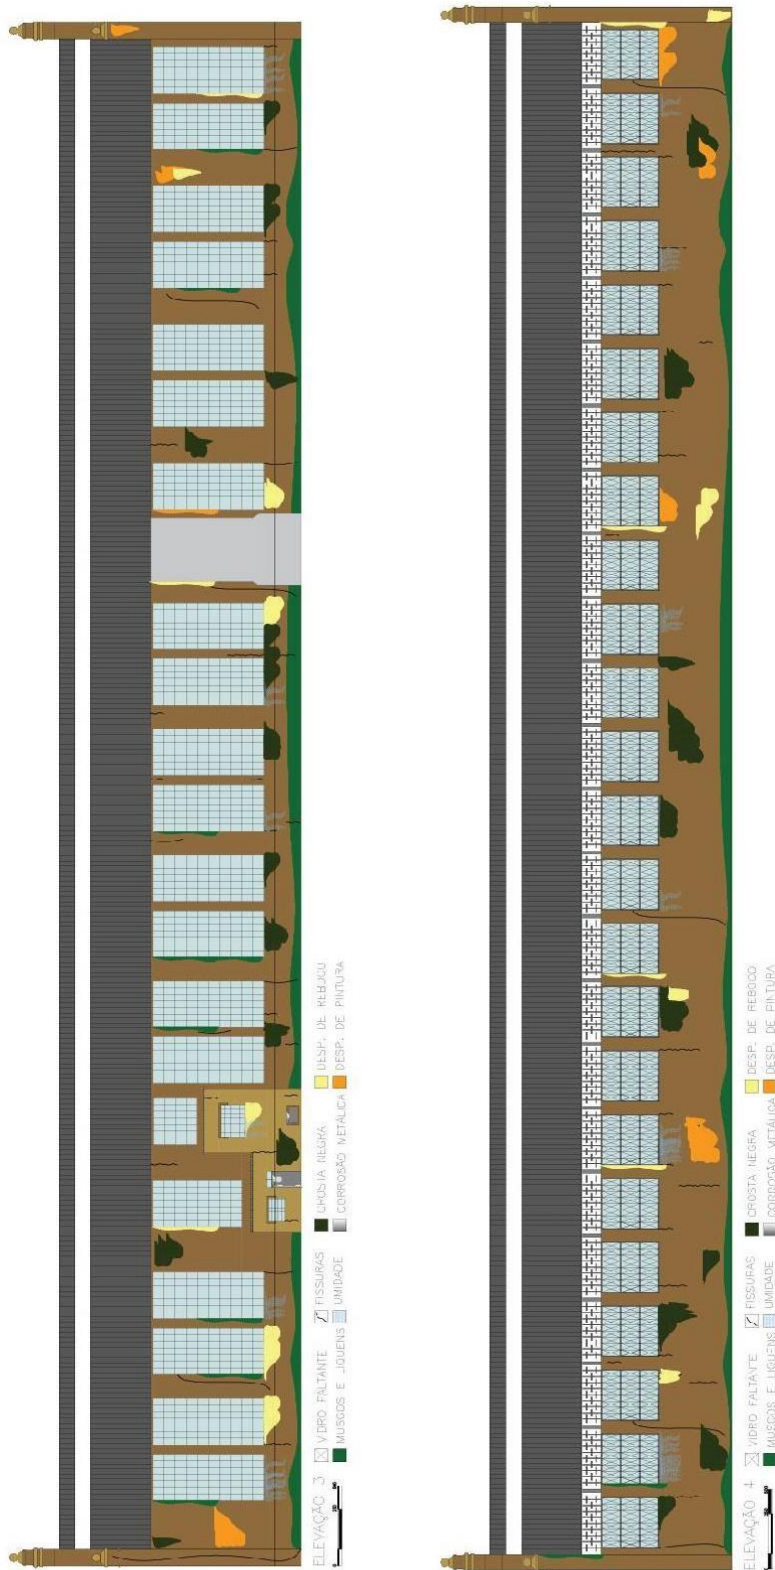 ELEVAÇÃO 3
VIDRO FALTANTE
FISSURAS
CROSTA NEGRA
DESP. DE REBOCO
MUSGOS E LIQUENS
UMIDADE
CORROSÃO METÁLICA
DESP. DE PINTURA
ELEVAÇÃO 4
VIDRO FALTANTE
FISSURAS
CROSTA NEGRA
DESP. DE REBOCO
MUSGOS E LIQUENS
UMIDADE
CORROSÃO METÁLICA
DESP. DE PINTURA